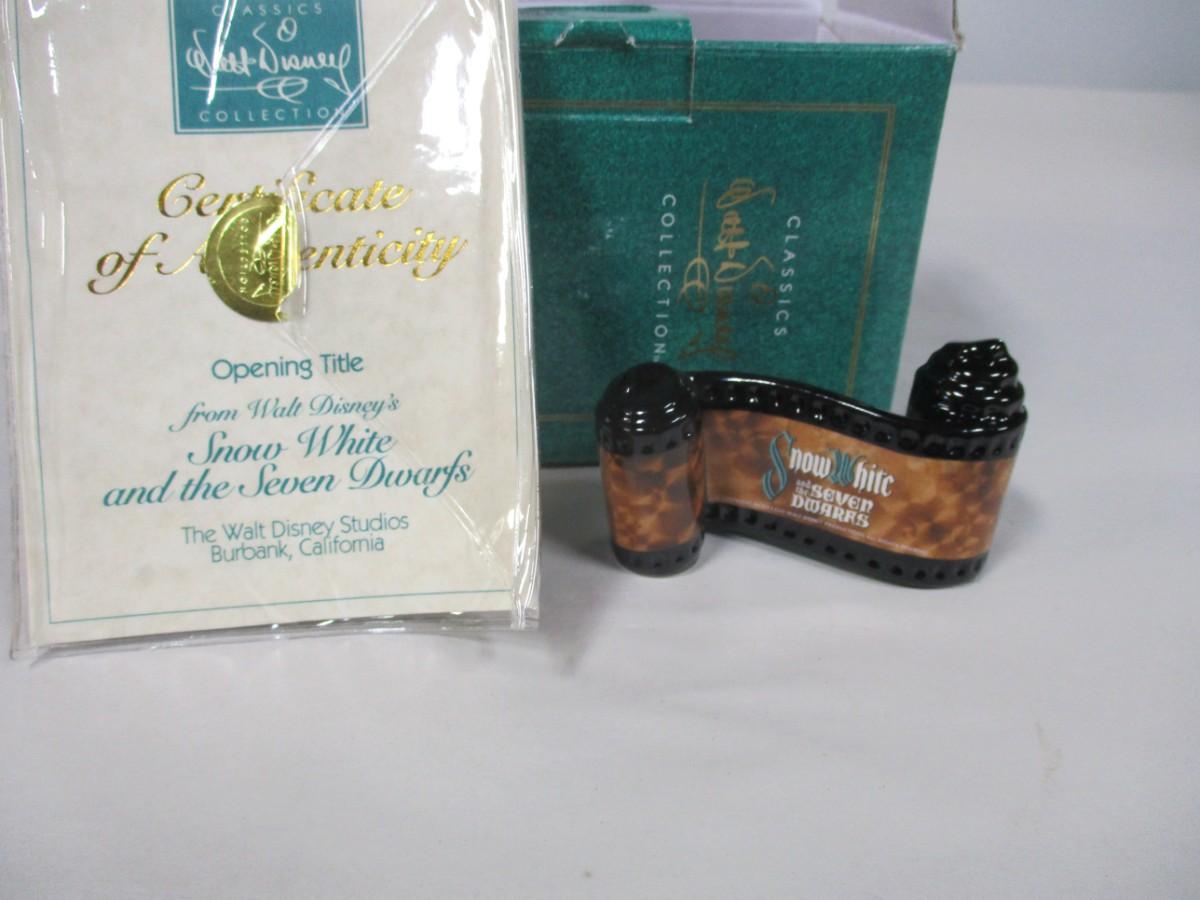 CLASSICS
Walt Disney
COLLECTION
Certificate
of Authenticity
Opening Title
from Walt Disney's
Snow White
and the Seven Dwarfs
The Walt Disney Studios
Burbank, California
CLASSICS
Walt Disney
COLLECTION
Snow White
and the SEVEN
DWARFS